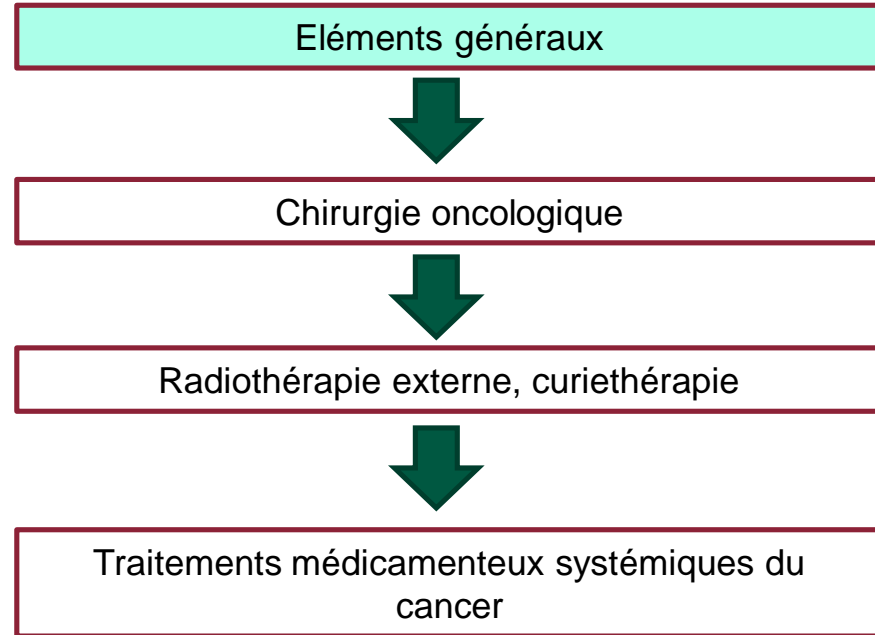 Eléments généraux
Chirurgie oncologique
Radiothérapie externe, curiethérapie
Traitements médicamenteux systémiques du
cancer